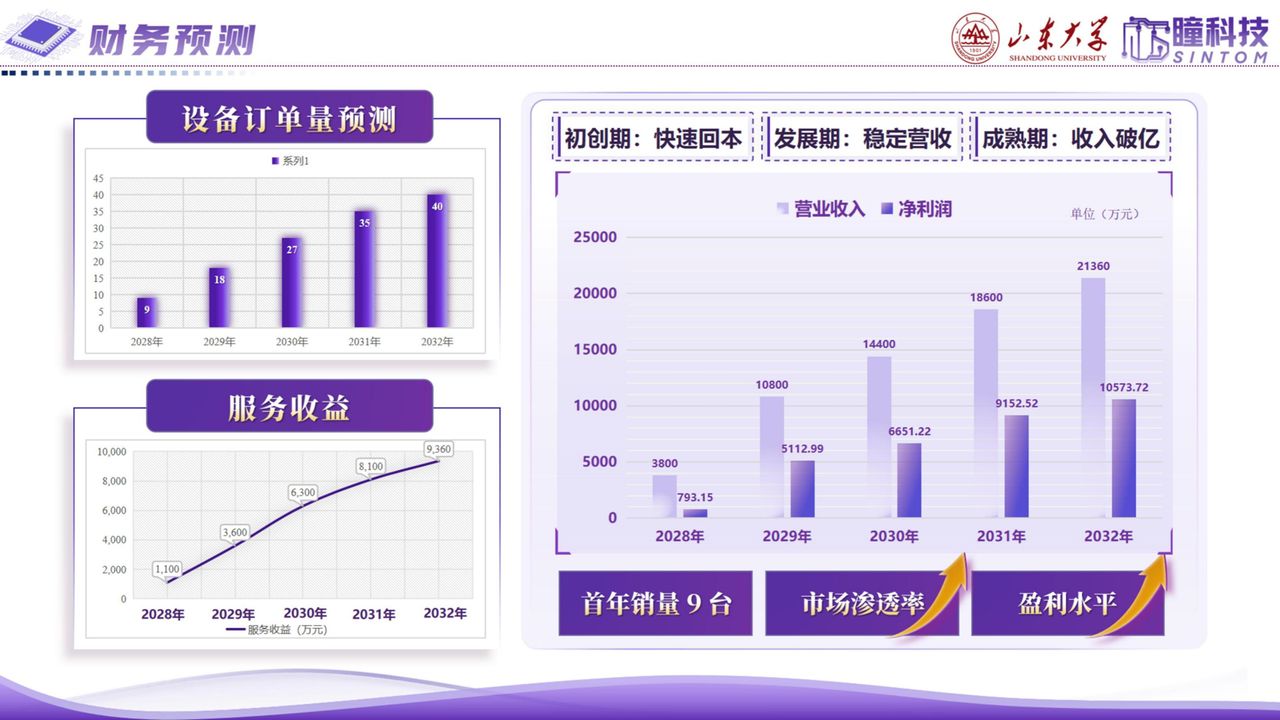 财务预测
山东大学
SHANDONG UNIVERSITY
瞳科技
SINTOM
设备订单量预测
系列1
45
40
35
30
25
20
15
10
5
0
9
18
27
35
40
2028年 2029年 2030年 2031年 2032年
服务收益
10,000
8,000
6,000
4,000
2,000
0
1,100
3,600
6,300
8,100
9,360
2028年 2029年 2030年 2031年 2032年
服务收益（万元）
初创期：快速回本
发展期：稳定营收
成熟期：收入破亿
营业收入 净利润
单位（万元）
25000
20000
15000
10000
5000
0
3800
793.15
10800
5112.99
14400
6651.22
18600
9152.52
21360
10573.72
2028年 2029年 2030年 2031年 2032年
首年销量 9 台
市场渗透率
盈利水平